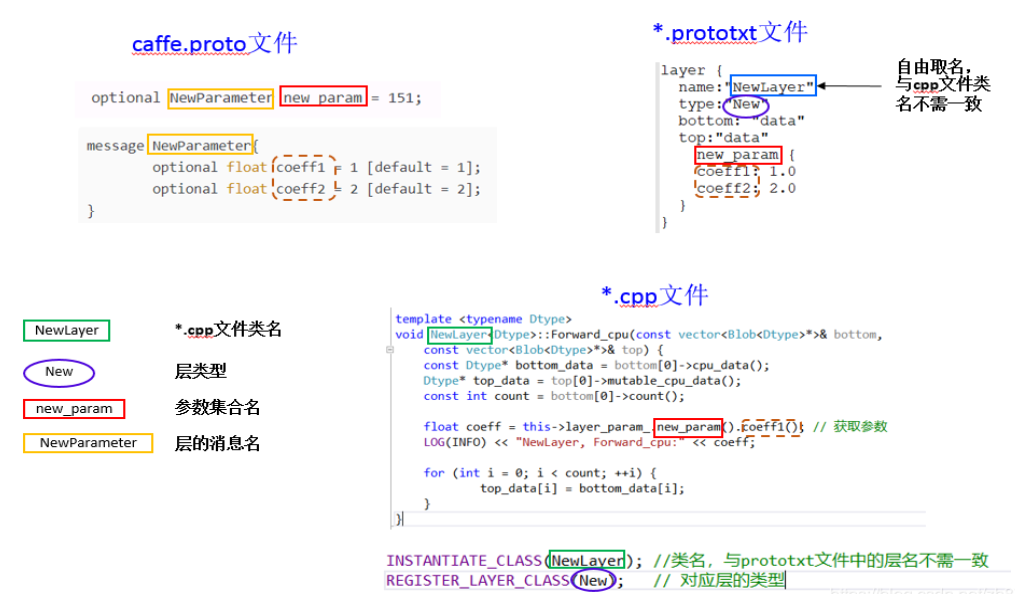 caffe.proto文件
optional NewParameter new_param = 151;
message NewParameter{
optional float coeff1 = 1 [default = 1];
optional float coeff2 = 2 [default = 2];
}
*.prototxt文件
layer {
name:"NewLayer"
type:"New"
bottom: "data"
top:"data"
new_param {
coeff1: 1.0
coeff2: 2.0
}
}
自由取名，
与cpp文件类
名不需一致
NewLayer *.cpp文件类名
New 层类型
new_param 参数集合名
NewParameter 层的消息名
*.cpp文件
template <typename Dtype>
void NewLayer<Dtype>::Forward_cpu(const vector<Blob<Dtype>*>& bottom,
const vector<Blob<Dtype>*>& top) {
const Dtype* bottom_data = bottom[0]->cpu_data();
Dtype* top_data = top[0]->mutable_cpu_data();
const int count = bottom[0]->count();
float coeff = this->layer_param_.new_param().coeff1(); // 获取参数
LOG(INFO) << "NewLayer, Forward_cpu:" << coeff;
for (int i = 0; i < count; ++i) {
top_data[i] = bottom_data[i];
}
}
INSTANTIATE_CLASS(NewLayer); //类名，与prototxt文件中的层名不需一致
REGISTER_LAYER_CLASS(New); // 对应层的类型